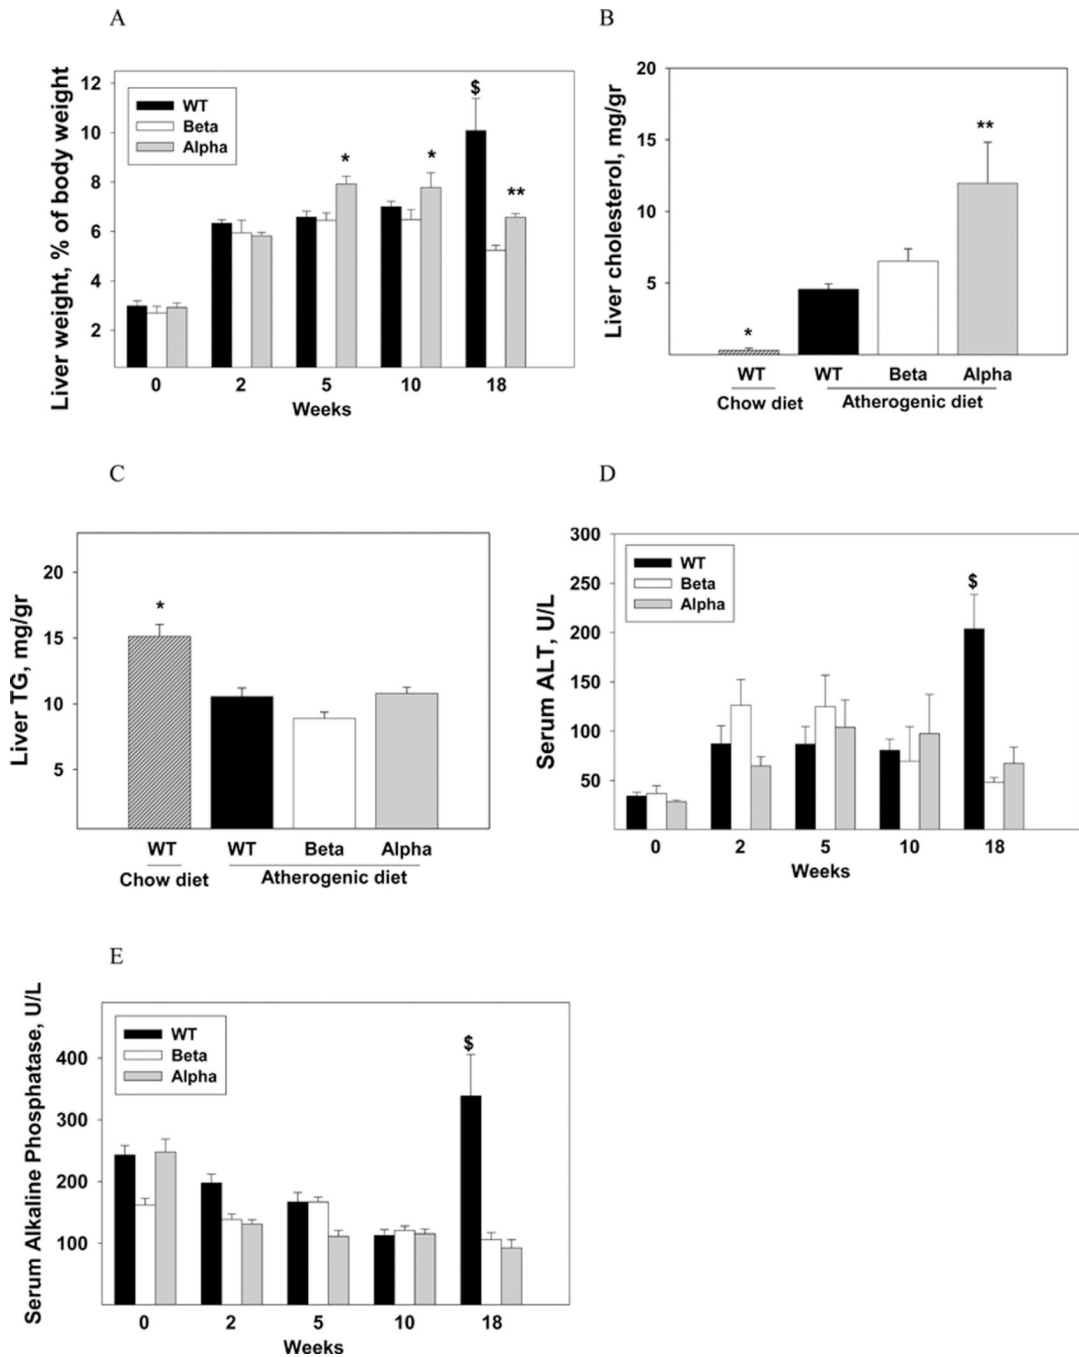 A
Liver weight, % of body weight
12
10
8
6
4
2
WT
Beta
Alpha
*
*
$
**
0 2 5 10 18
Weeks
B
Liver cholesterol, mg/gr
20
15
10
5
*
**
WT WT Beta Alpha
Chow diet Atherogenic diet
C
Liver TG, mg/gr
20
15
10
5
*
WT WT Beta Alpha
Chow diet Atherogenic diet
D
Serum ALT, U/L
300
250
200
150
100
50
WT
Beta
Alpha
$
0 2 5 10 18
Weeks
E
Serum Alkaline Phosphatase, U/L
400
300
200
100
WT
Beta
Alpha
$
0 2 5 10 18
Weeks